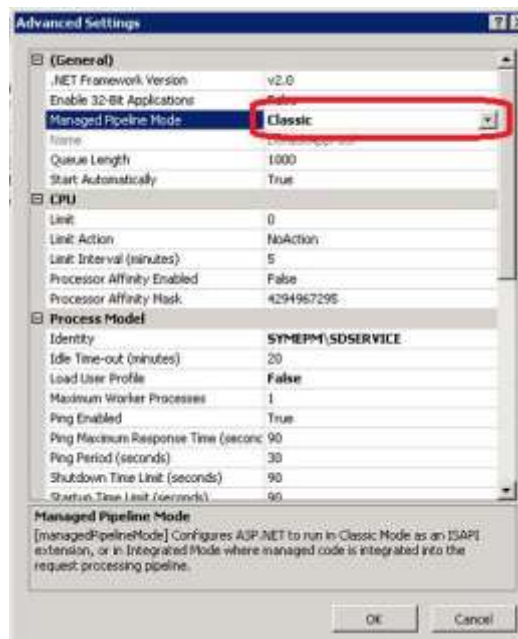 Advanced Settings
(General)
.NET Framework Version v2.0
Enable 32-Bit Applications False
Managed Pipeline Mode Classic
Name
Queue Length 1000
Start Automatically True
CPU
Limit 0
Limit Action NoAction
Limit Interval (minutes) 5
Processor Affinity Enabled False
Processor Affinity Mask 4294967295
Process Model
Identity SYMEPM\SDSERVICE
Idle Time-out (minutes) 20
Load User Profile False
Maximum Worker Processes 1
Ping Enabled True
Ping Maximum Response Time (seconc 90
Ping Period (seconds) 30
Shutdown Time Limit (seconds) 90
Startup Time Limit (seconds) 90
Managed Pipeline Mode
[managedPipelineMode] Configures ASP.NET to run in Classic Mode as an ISAPI
extension, or in Integrated Mode where managed code is integrated into the
request processing pipeline.
OK Cancel